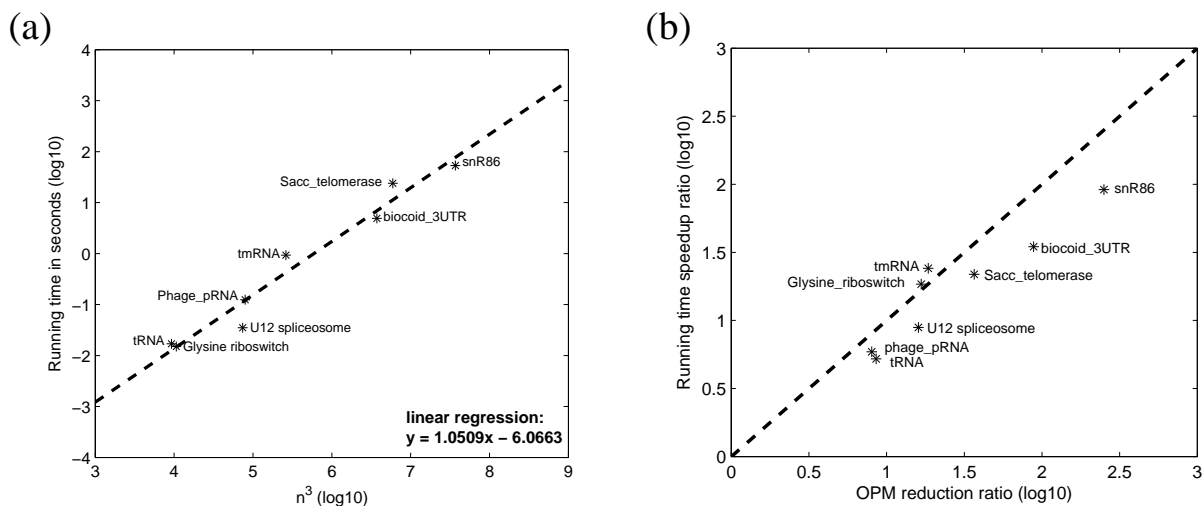 (a)
4
3
2
1
0
−1
−2
−3
−4
Running time in seconds (log10)
snR86
Sacc_telomerase
biocoid_3UTR
tmRNA
Phage_pRNA
U12 spliceosome
tRNA
Glysine riboswitch
linear regression:
y = 1.0509x − 6.0663
3 4 5 6 7 8 9
n³ (log10)
(b)
3
2.5
2
1.5
1
0.5
0
Running time speedup ratio (log10)
snR86
biocoid_3UTR
tmRNA
Sacc_telomerase
Glysine_riboswitch
U12 spliceosome
phage_pRNA
tRNA
0 0.5 1 1.5 2 2.5 3
OPM reduction ratio (log10)